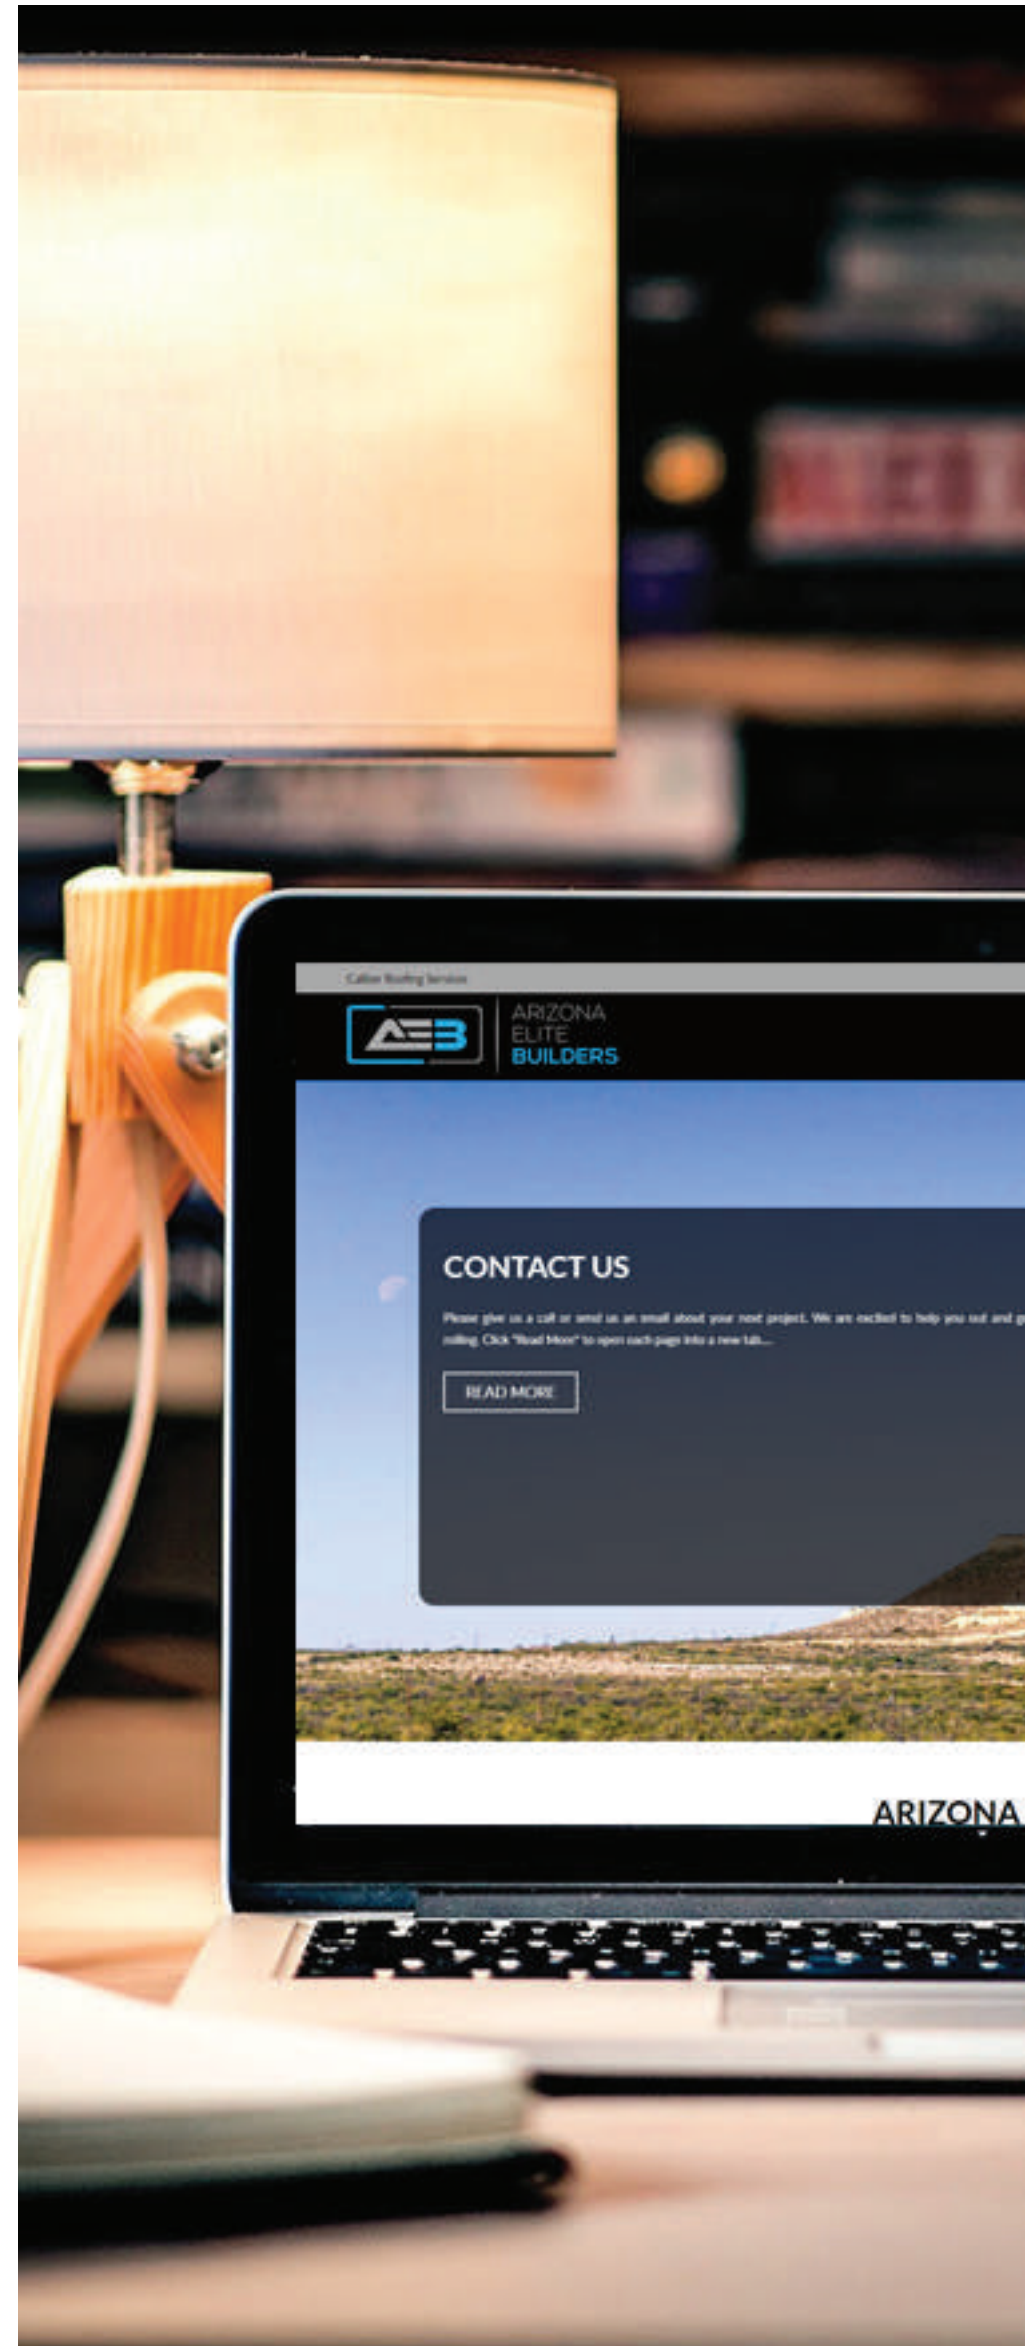 Roofing Services
AEB
ARIZONA
ELITE
BUILDERS
CONTACT US
Please give us a call or send us an email about your next project. We are excited to help you out and
rolling. Click "Read More" to open each page into a new tab...
READ MORE
ARIZONA